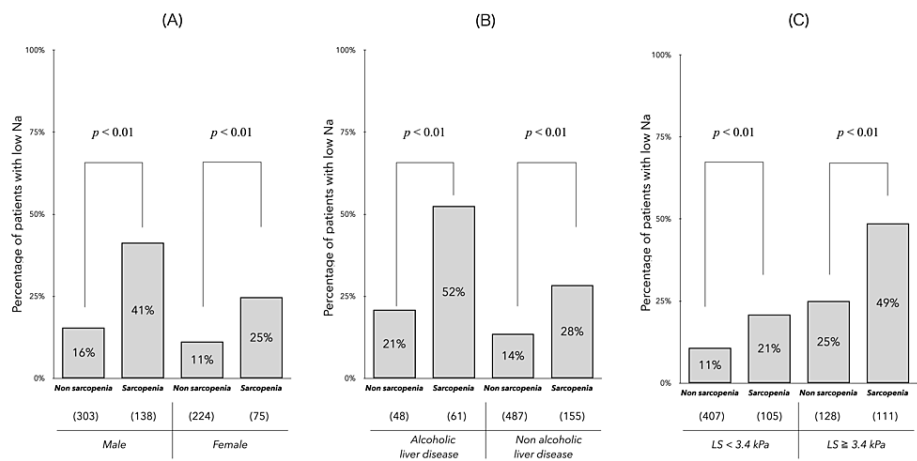 (A)
Percentage of patients with low Na
100%
75%
50%
25%
0%
p < 0.01
p < 0.01
16%
41%
11%
25%
Non sarcopenia Sarcopenia Non sarcopenia Sarcopenia
(303) (138) (224) (75)
Male Female
(B)
Percentage of patients with low Na
100%
75%
50%
25%
0%
p < 0.01
p < 0.01
21%
52%
14%
28%
Non sarcopenia Sarcopenia Non sarcopenia Sarcopenia
(48) (61) (487) (155)
Alcoholic Non alcoholic
liver disease liver disease
(C)
Percentage of patients with low Na
100%
75%
50%
25%
0%
p < 0.01
p < 0.01
11%
21%
25%
49%
Non sarcopenia Sarcopenia Non sarcopenia Sarcopenia
(407) (105) (128) (111)
LS < 3.4 kPa LS ≧ 3.4 kPa